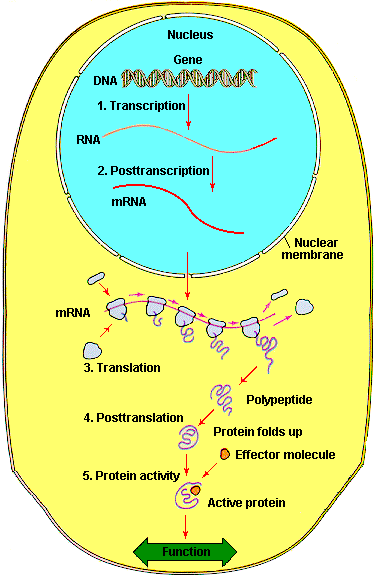 Nucleus
Gene
DNA
1. Transcription
RNA
2. Posttranscription
mRNA
Nuclear
membrane
mRNA
3. Translation
Polypeptide
4. Posttranslation
Protein folds up
Effector molecule
5. Protein activity
Active protein
Function